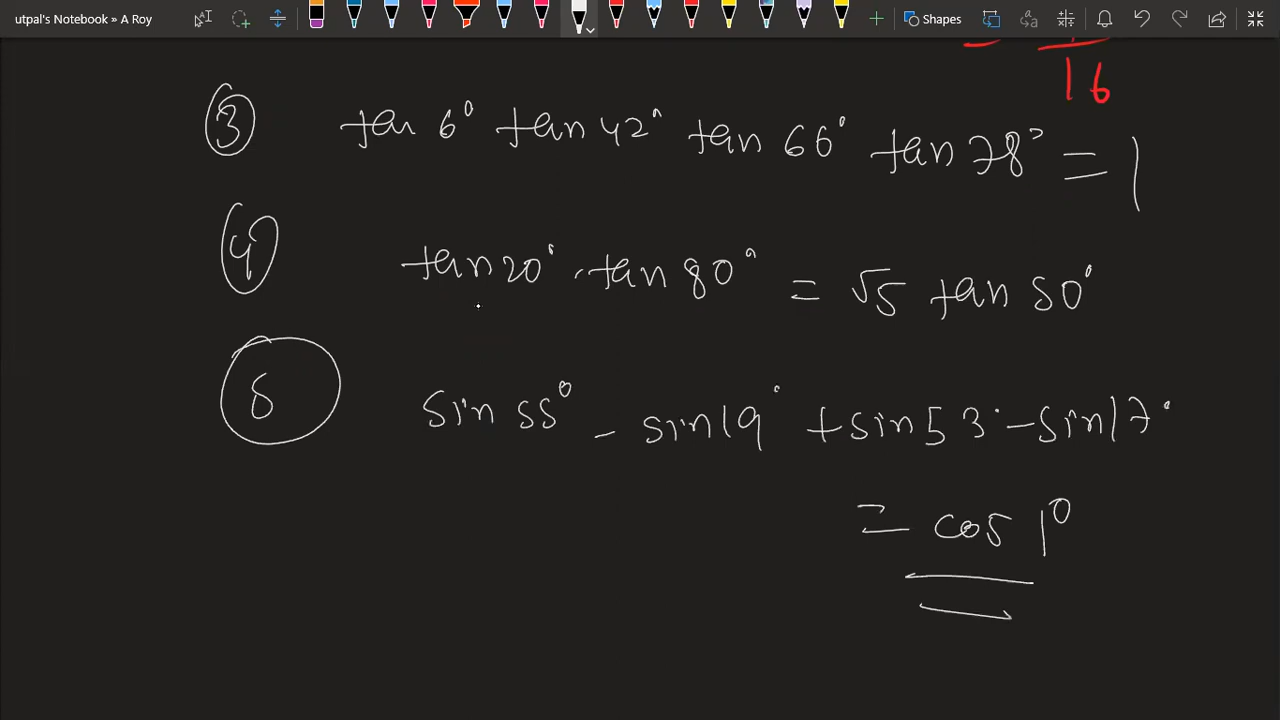 utpal's Notebook » A Roy
Shapes
16
③ tan 6° tan 42° tan 66° tan 78° = 1
④ tan 20° . tan 80° = √5 tan 50°
⑤ sin 55° - sin 19° + sin 53° - sin 17°
= cos 1°